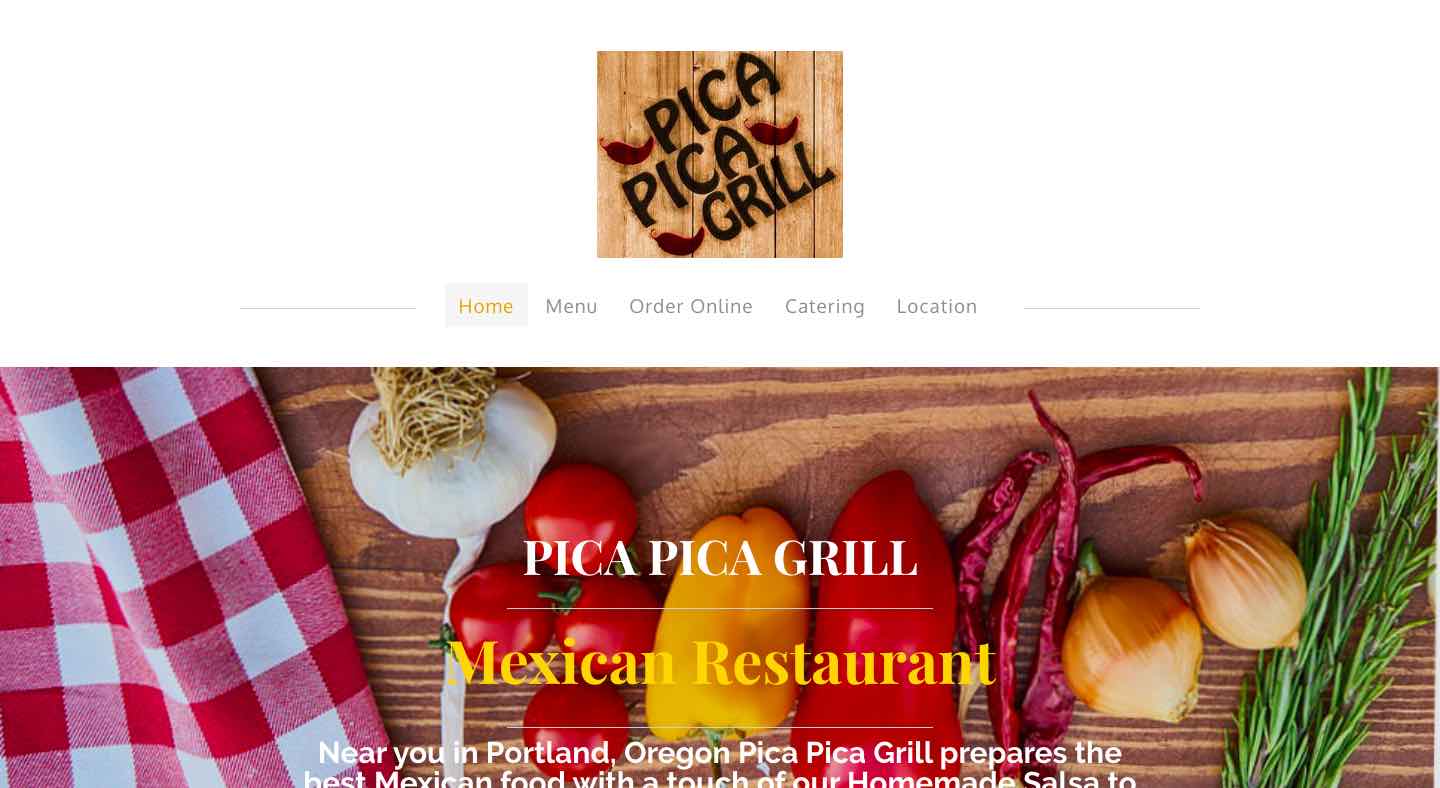 PICA
PICA
GRILL
Home Menu Order Online Catering Location
PICA PICA GRILL
Mexican Restaurant
Near you in Portland, Oregon Pica Pica Grill prepares the
best Mexican food with a touch of our Homemade Salsa to